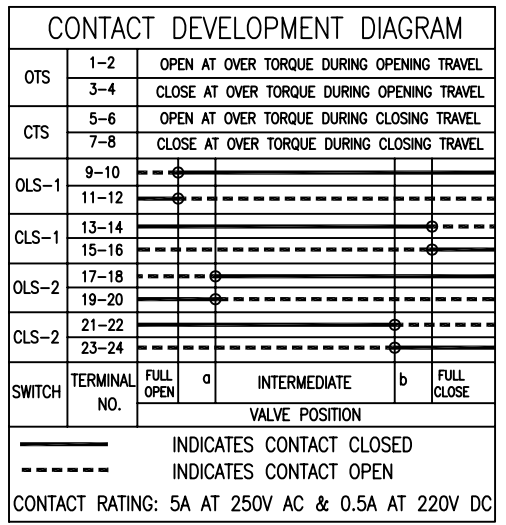 CONTACT DEVELOPMENT DIAGRAM
OTS
1-2 OPEN AT OVER TORQUE DURING OPENING TRAVEL
3-4 CLOSE AT OVER TORQUE DURING OPENING TRAVEL
CTS
5-6 OPEN AT OVER TORQUE DURING CLOSING TRAVEL
7-8 CLOSE AT OVER TORQUE DURING CLOSING TRAVEL
OLS-1
9-10
11-12
CLS-1
13-14
15-16
OLS-2
17-18
19-20
CLS-2
21-22
23-24
SWITCH
TERMINAL
NO.
FULL
OPEN
a
INTERMEDIATE
b
FULL
CLOSE
VALVE POSITION
INDICATES CONTACT CLOSED
INDICATES CONTACT OPEN
CONTACT RATING: 5A AT 250V AC & 0.5A AT 220V DC